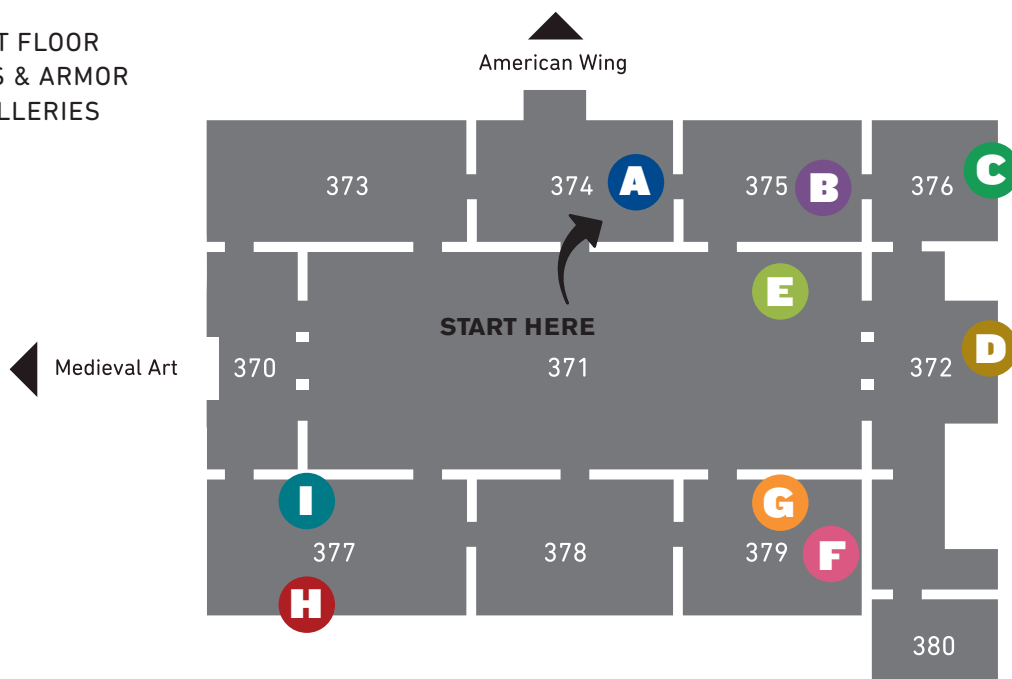 T FLOOR
S & ARMOR
LLERIES
American Wing
373
374
A
375
B
376
C
E
START HERE
Medieval Art
370
371
372
D
I
G
377
378
379
F
H
380